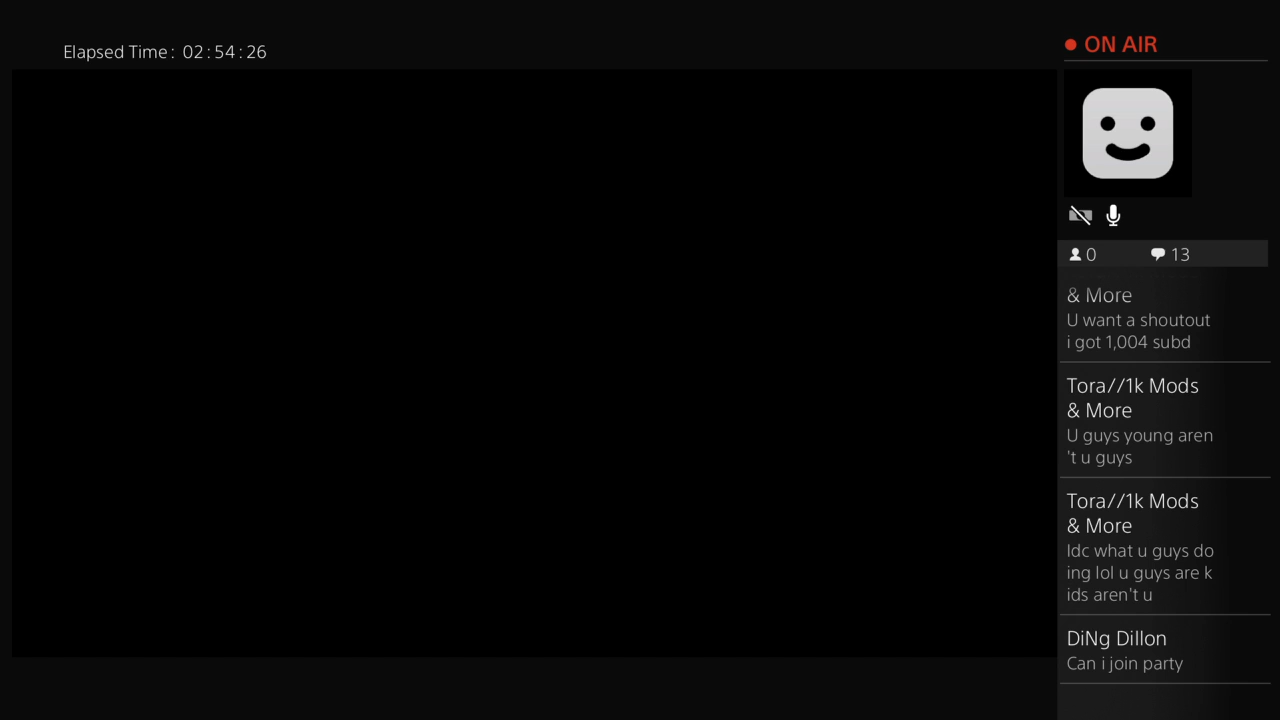 Elapsed Time: 02:54:26
ON AIR
0 13
& More
U want a shoutout
i got 1,004 subd
Tora//1k Mods
& More
U guys young aren
't u guys
Tora//1k Mods
& More
Idc what u guys do
ing lol u guys are k
ids aren't u
DiNg Dillon
Can i join party